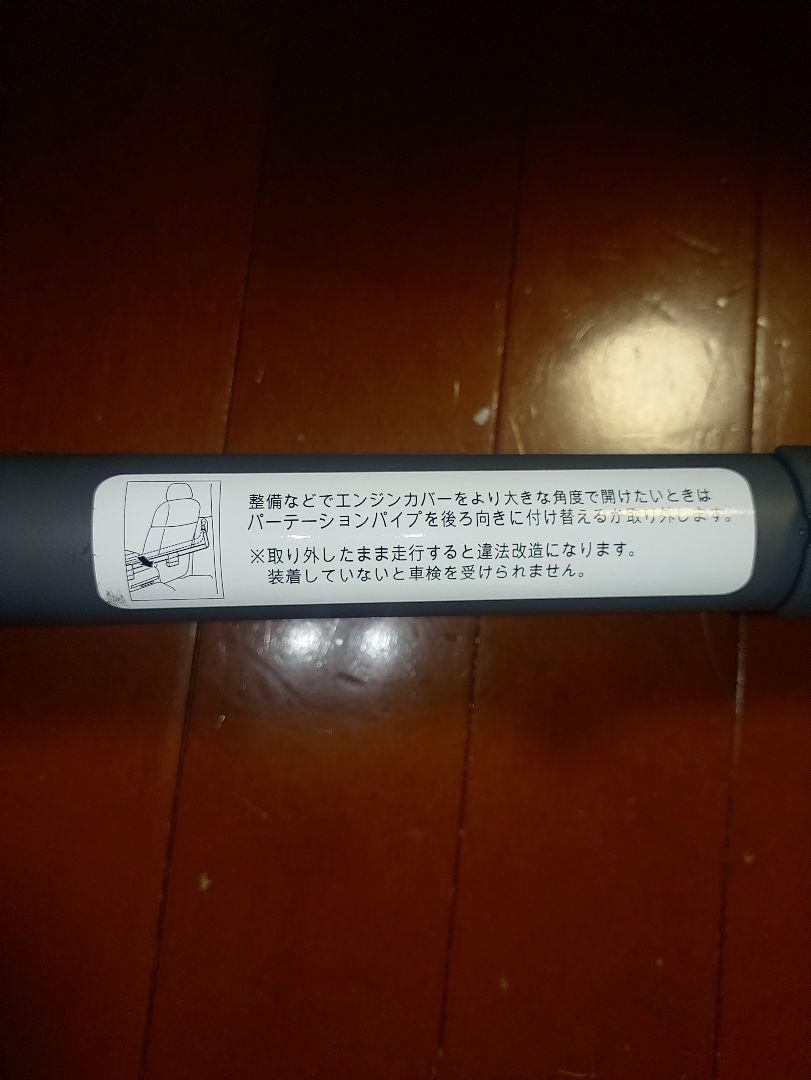 整備などでエンジンカバーをより大きな角度で開けたいときは
パーテーションパイプを後ろ向きに付け替えるか取り外します。
※取り外したまま走行すると違法改造になります。
装着していないと車検を受けられません。